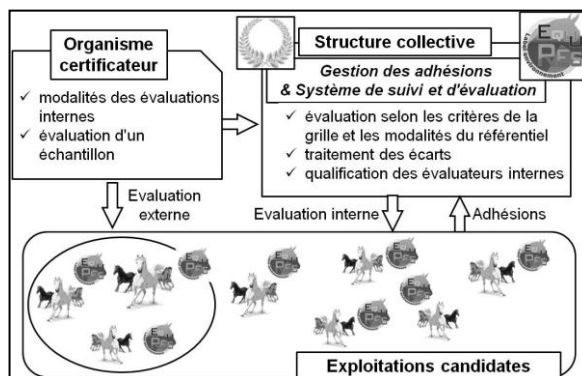 Organisme
certificateur
✓ modalités des évaluations
internes
✓ évaluation d'un
échantillon
Structure collective
Gestion des adhésions
& Système de suivi et d'évaluation
✓ évaluation selon les critères de la
grille et les modalités du référentiel
✓ traitement des écarts
✓ qualification des évaluateurs internes
Label environnement
Evaluation
externe
Evaluation interne
Adhésions
Exploitations candidates